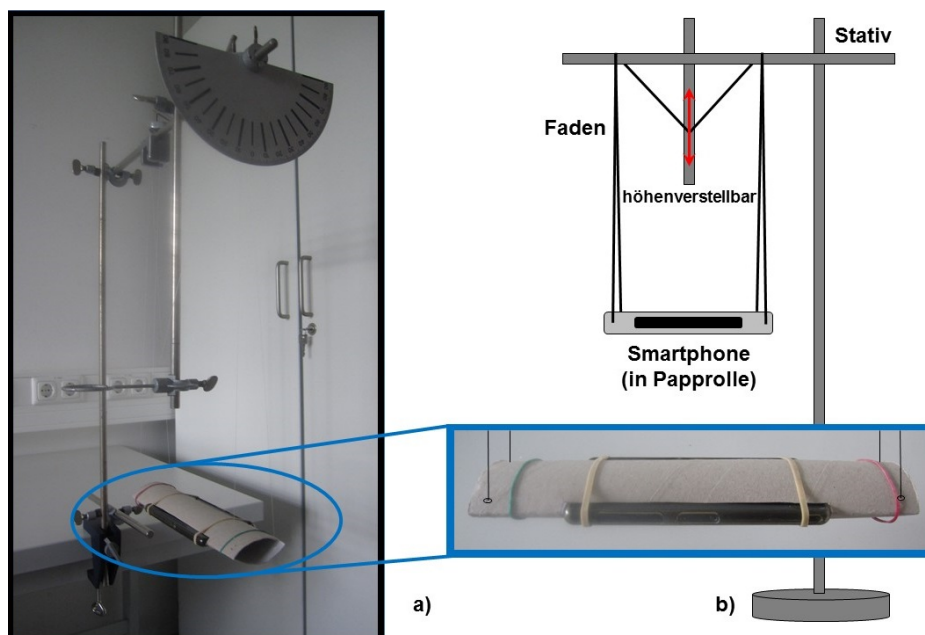 Stativ
Faden
höhenverstellbar
Smartphone
(in Papprolle)
a)
b)